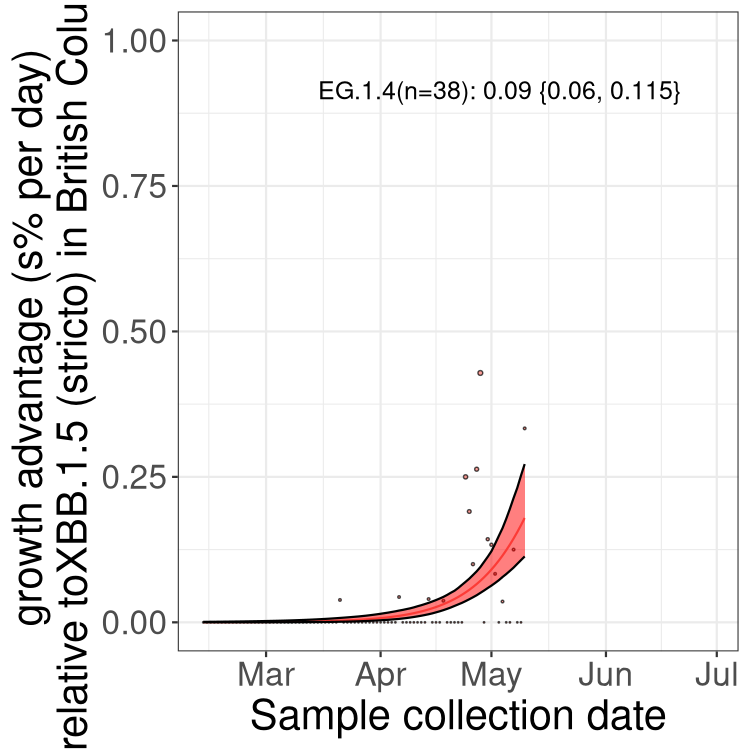 growth advantage (s% per day)
relative toXBB.1.5 (stricto) in British Colu
1.00
0.75
0.50
0.25
0.00
EG.1.4(n=38): 0.09 {0.06, 0.115}
Mar Apr May Jun Jul
Sample collection date